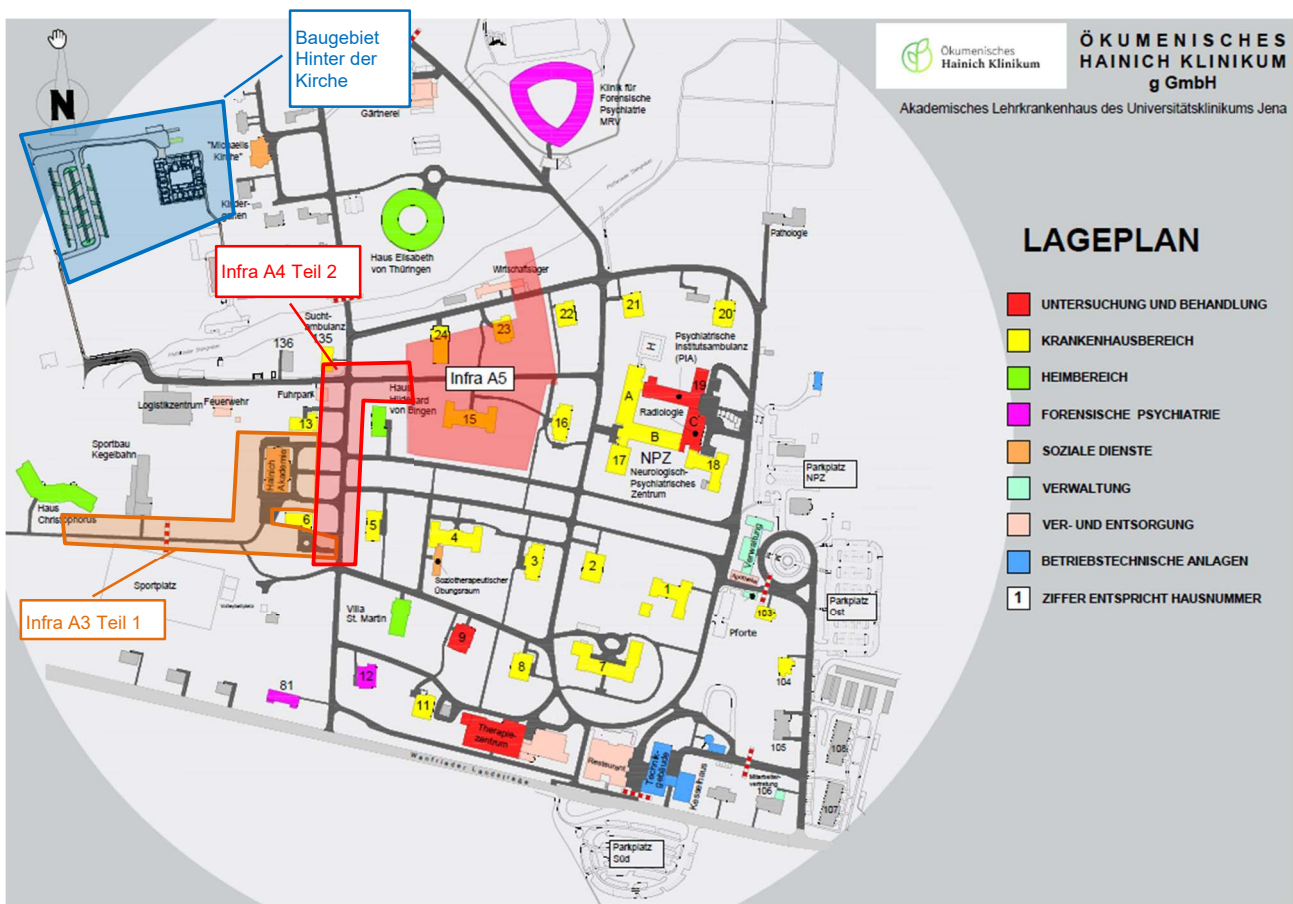 Baugebiet
Hinter der
Kirche
Ökumenisches
Hainich Klinikum
ÖKUMENISCHES
HAINICH KLINIKUM
g GmbH
Akademisches Lehrkrankenhaus des Universitätsklinikums Jena
N
Gärtnerei
Klinik für
Forensische
Psychiatrie
MRV
"Michaelis
Kirche"
Kinder-
garten
Haus Elisabeth
von Thüringen
Pathologie
LAGEPLAN
UNTERSUCHUNG UND BEHANDLUNG
KRANKENHAUSBEREICH
HEIMBEREICH
FORENSISCHE PSYCHIATRIE
SOZIALE DIENSTE
VERWALTUNG
VER- UND ENTSORGUNG
BETRIEBSTECHNISCHE ANLAGEN
1 ZIFFER ENTSPRICHT HAUSNUMMER
Infra A4 Teil 2
Wirtschaftslager
Sucht-
ambulanz
135
136
24
23
22
21
20
Psychiatrische
Institutsambulanz
(PIA)
H
Infra A5
Haus
Hildegard
von Bingen
15
16
A
B
C
19
Radiologie
17
18
NPZ
Neurologisch-
Psychiatrisches
Zentrum
Parkplatz
NPZ
Logistikzentrum
Feuerwehr
Fuhrpark
13
Sportbau
Kegelbahn
Hainich
Akademie
Haus
Christophorus
6
5
4
3
2
1
Soziotherapeutischer
Übungsraum
Verwaltung
Apotheke
103
Pforte
Parkplatz
Ost
Sportplatz
Volleyballplatz
Infra A3 Teil 1
Villa
St. Martin
9
8
7
12
11
81
104
105
108
107
Therapie-
zentrum
Restaurant
Technik-
gebäude
Kesselhaus
Mitarbeiter-
vertretung
106
Wanfrieder Landstraße
Parkplatz
Süd